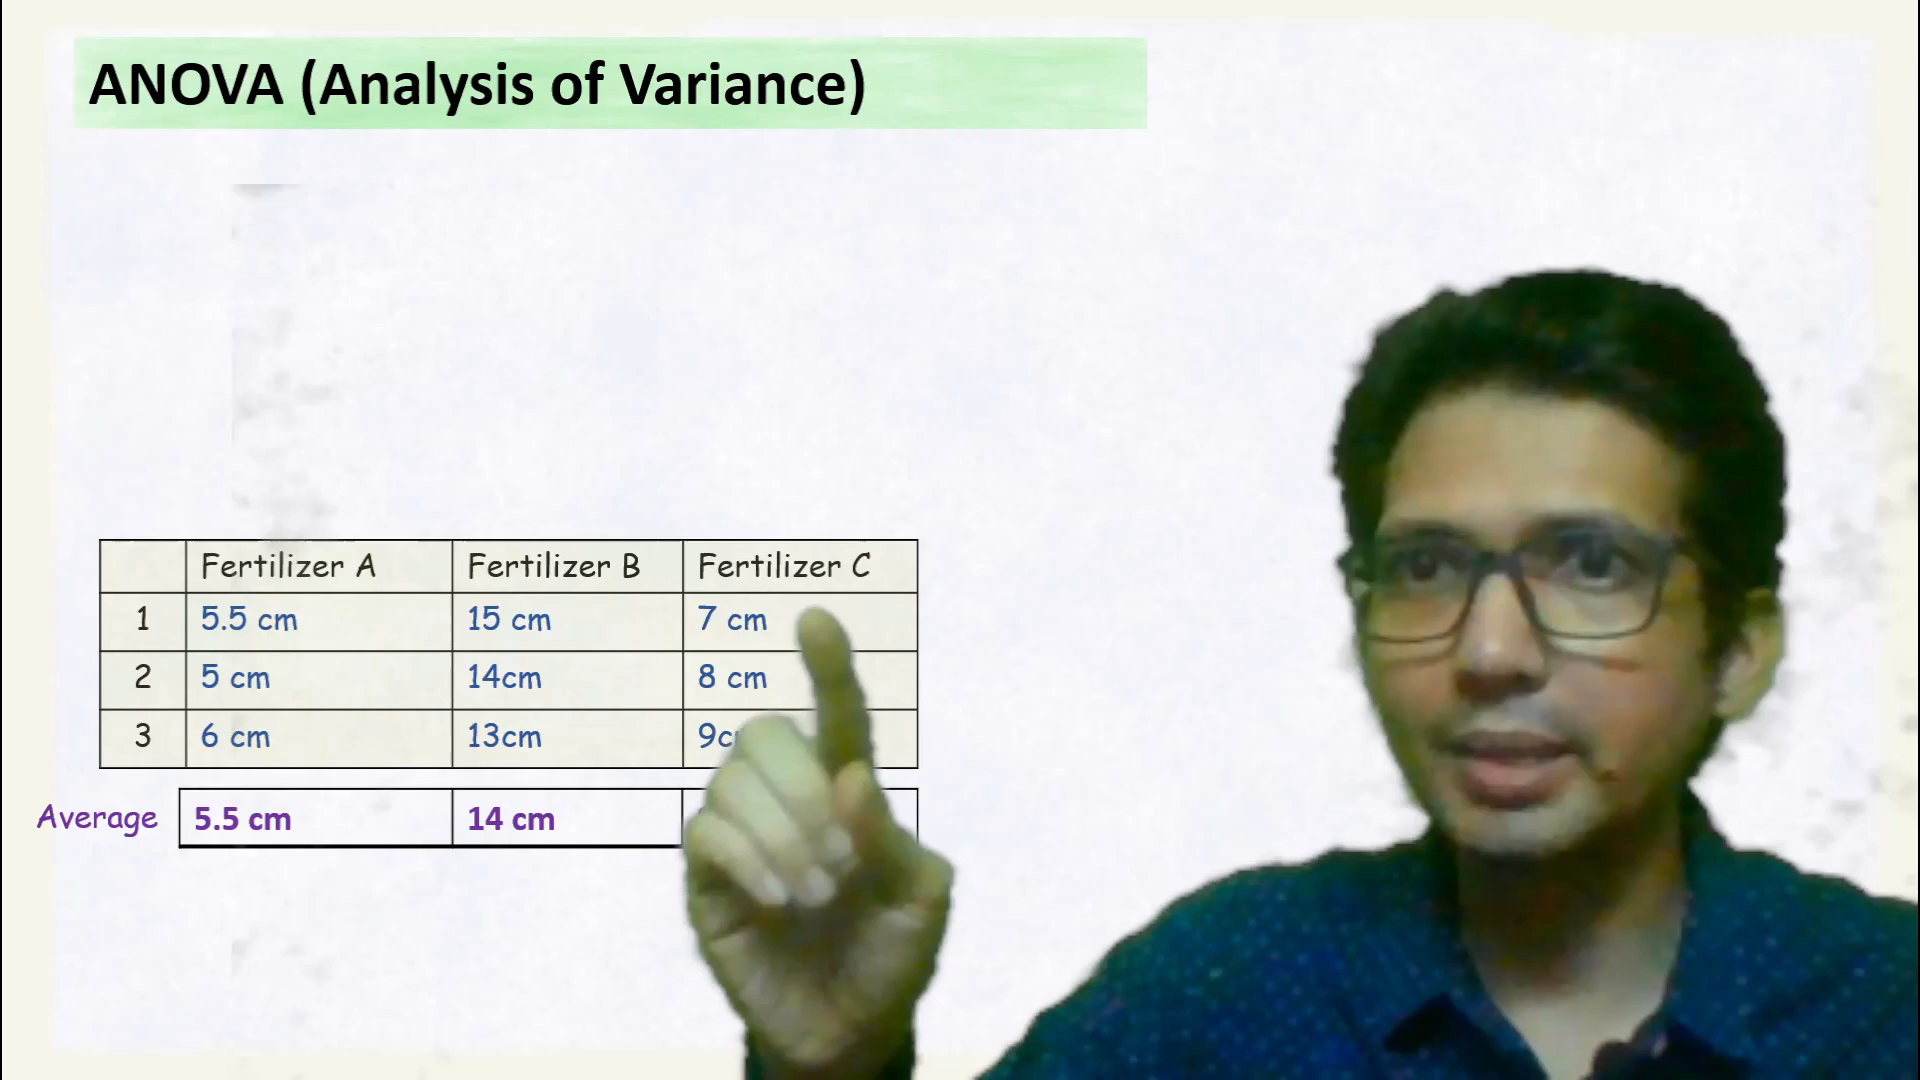 ANOVA (Analysis of Variance)
Fertilizer A Fertilizer B Fertilizer C
1 5.5 cm 15 cm 7 cm
2 5 cm 14cm 8 cm
3 6 cm 13cm
Average 5.5 cm 14 cm